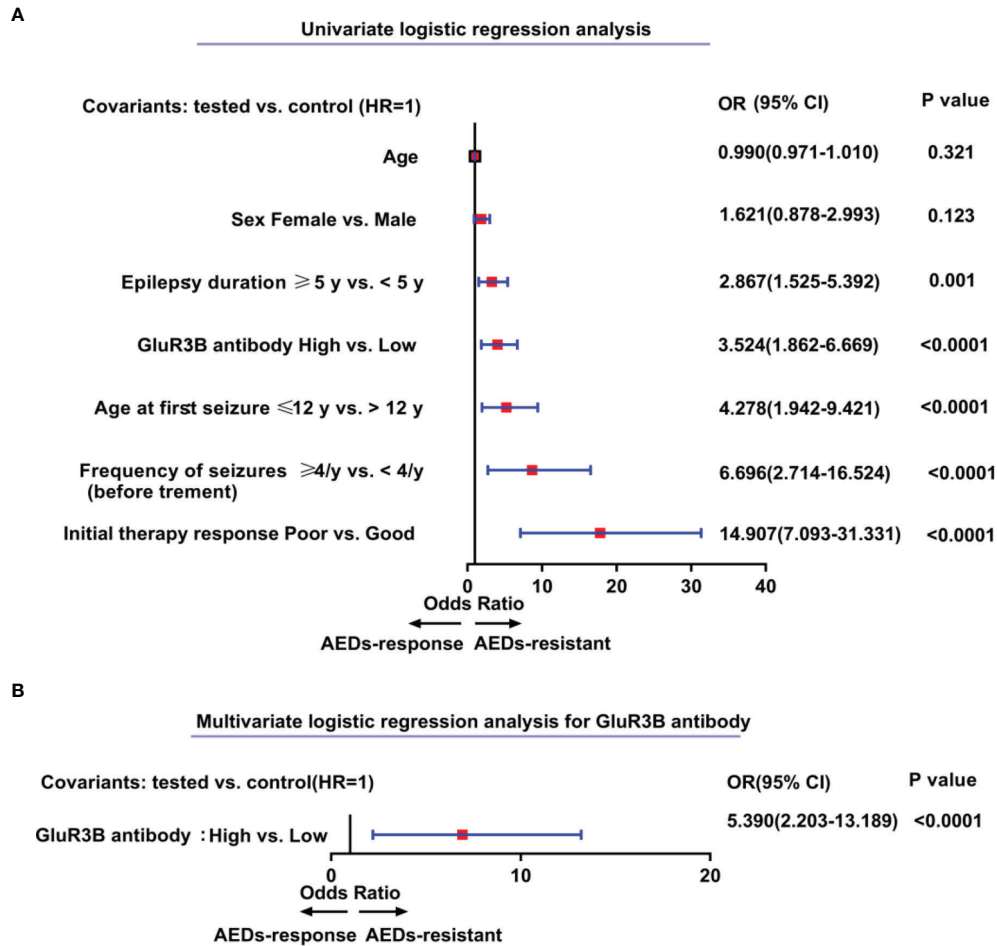 A
Univariate logistic regression analysis
Covariants: tested vs. control (HR=1) OR (95% CI) P value
Age 0.990(0.971-1.010) 0.321
Sex Female vs. Male 1.621(0.878-2.993) 0.123
Epilepsy duration ⩾ 5 y vs. < 5 y 2.867(1.525-5.392) 0.001
GluR3B antibody High vs. Low 3.524(1.862-6.669) <0.0001
Age at first seizure ⩽12 y vs. > 12 y 4.278(1.942-9.421) <0.0001
Frequency of seizures ⩾4/y vs. < 4/y 6.696(2.714-16.524) <0.0001
(before trement)
Initial therapy response Poor vs. Good 14.907(7.093-31.331) <0.0001
0 10 20 30 40
Odds Ratio
AEDs-response AEDs-resistant
B
Multivariate logistic regression analysis for GluR3B antibody
Covariants: tested vs. control(HR=1) OR(95% CI) P value
GluR3B antibody : High vs. Low 5.390(2.203-13.189) <0.0001
0 10 20
Odds Ratio
AEDs-response AEDs-resistant